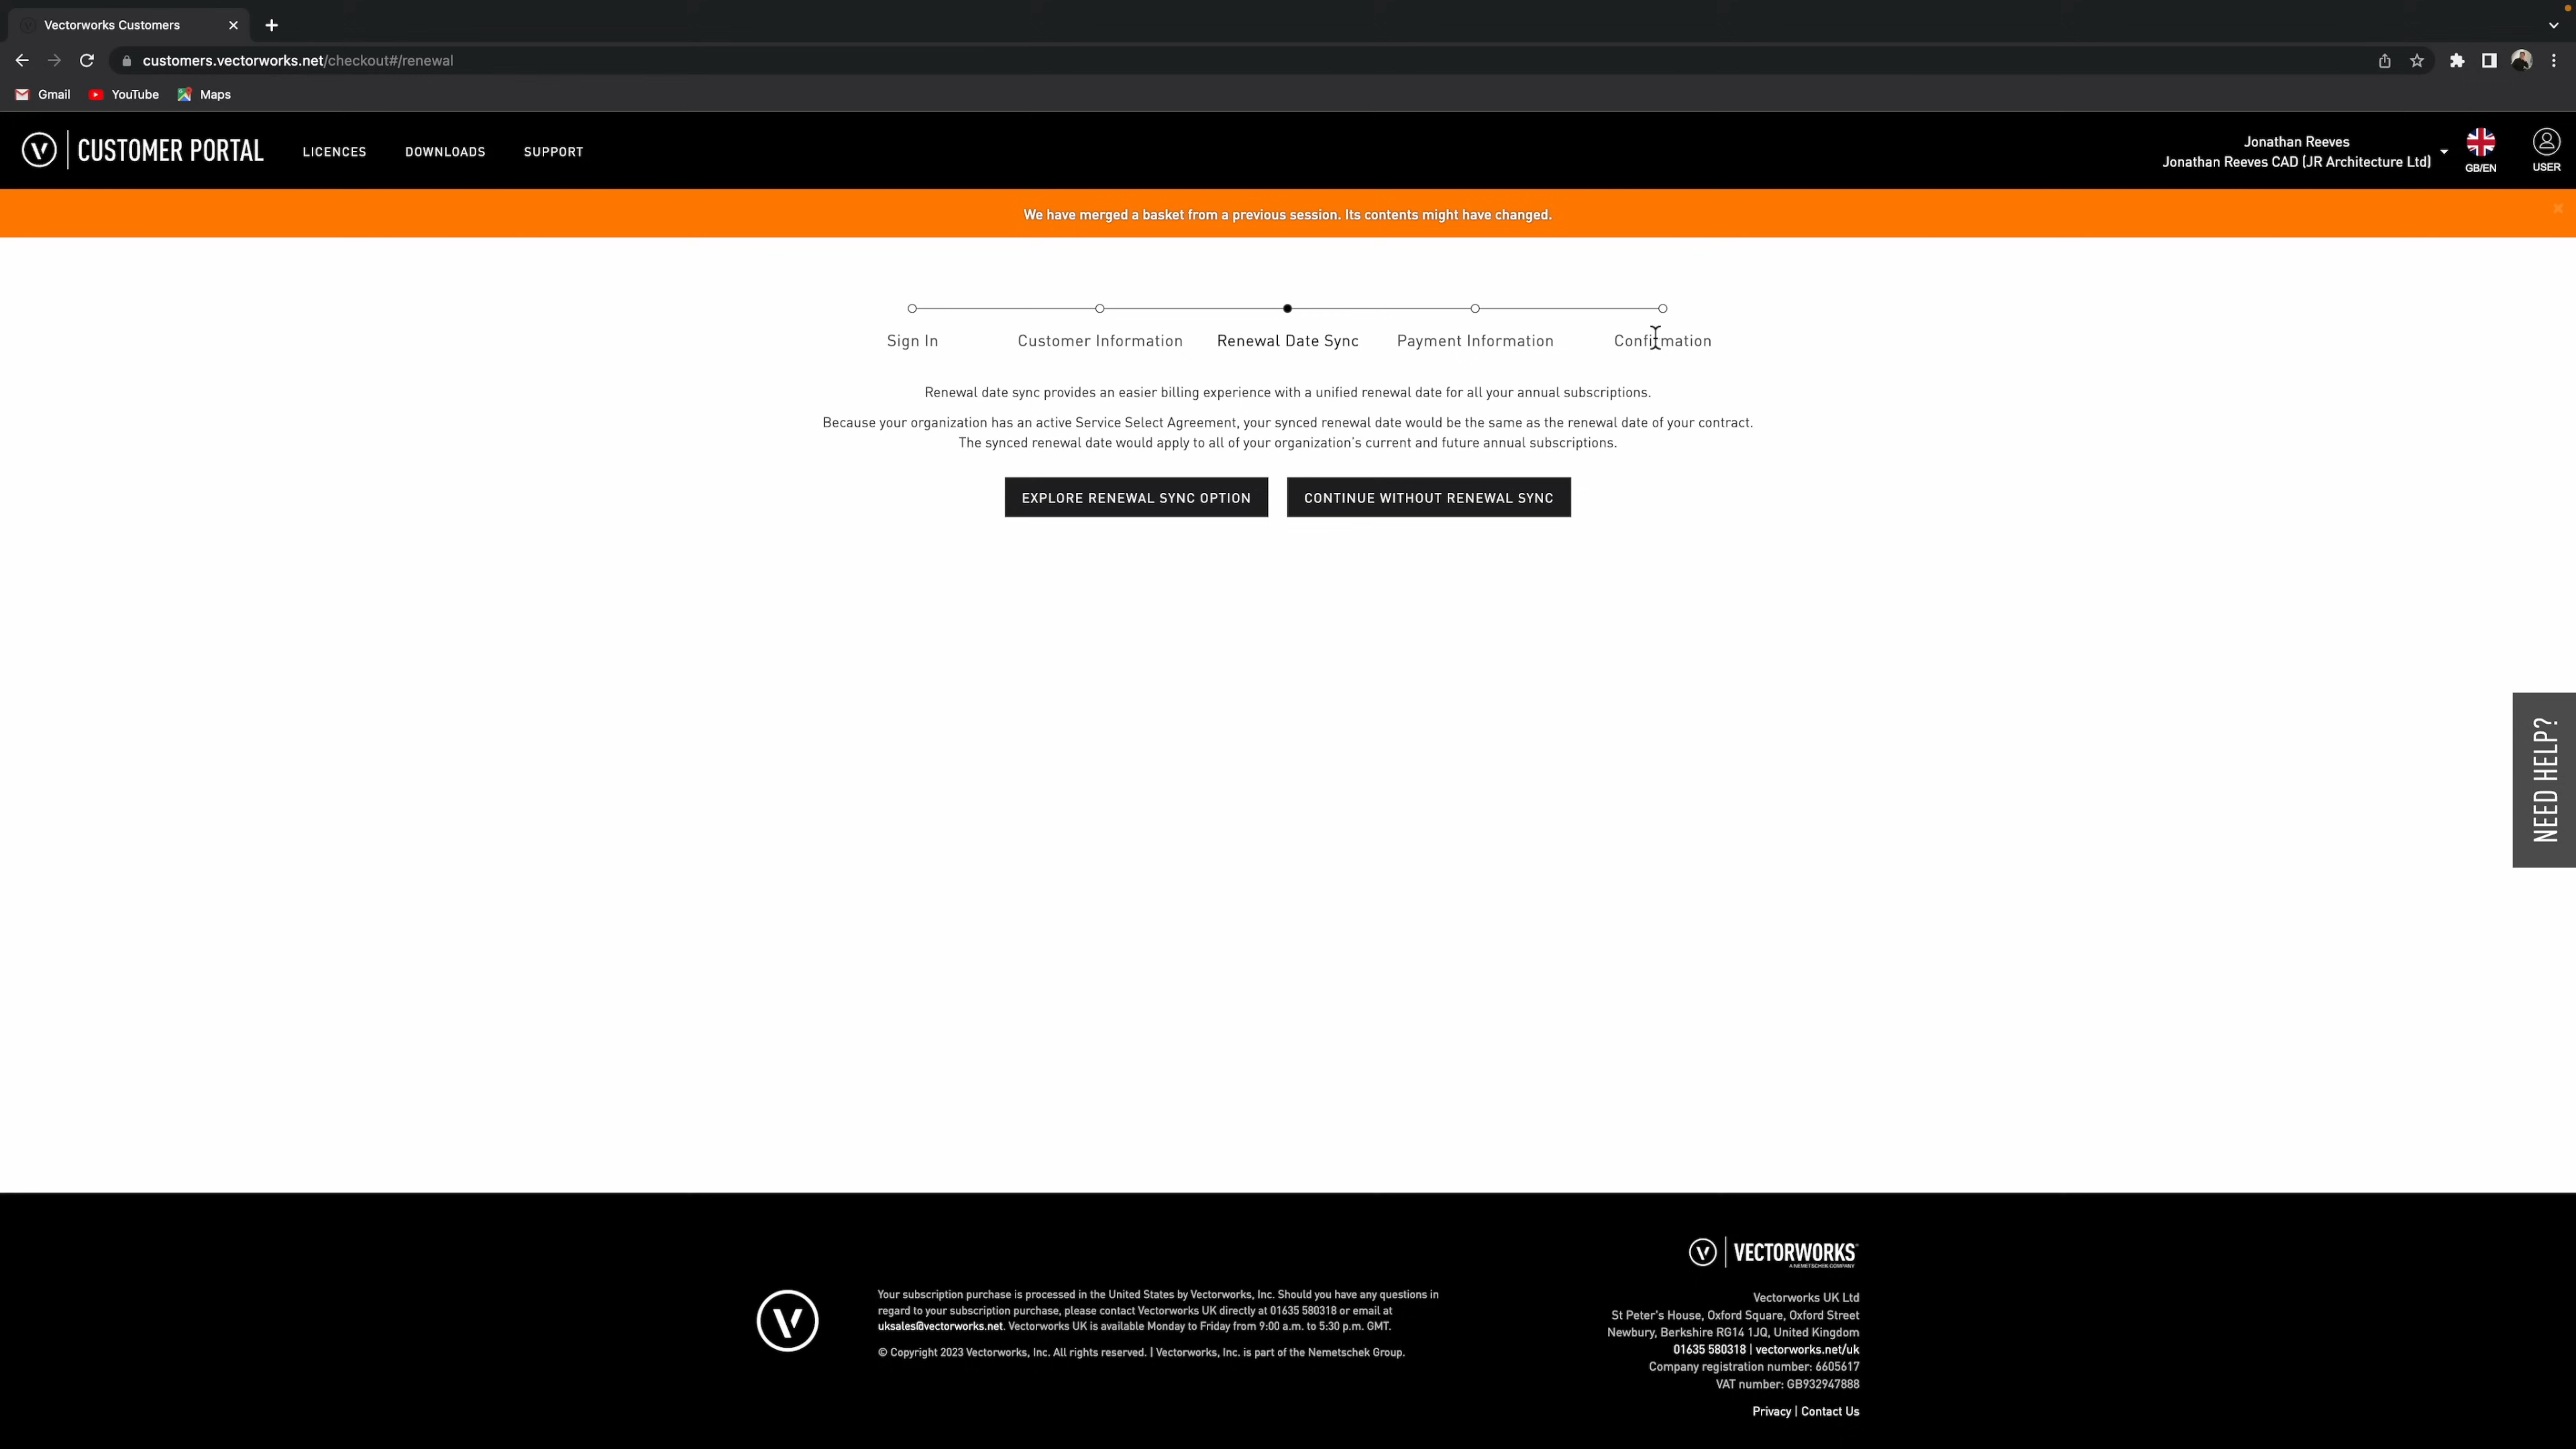 Vectorworks Customers
customers.vectorworks.net/checkout#/renewal
Gmail YouTube Maps
CUSTOMER PORTAL LICENCES DOWNLOADS SUPPORT
Jonathan Reeves
Jonathan Reeves CAD (JR Architecture Ltd)
GB/EN
USER
We have merged a basket from a previous session. Its contents might have changed.
Sign In Customer Information Renewal Date Sync Payment Information Confirmation
Renewal date sync provides an easier billing experience with a unified renewal date for all your annual subscriptions.
Because your organization has an active Service Select Agreement, your synced renewal date would be the same as the renewal date of your contract.
The synced renewal date would apply to all of your organization's current and future annual subscriptions.
EXPLORE RENEWAL SYNC OPTION CONTINUE WITHOUT RENEWAL SYNC
NEED HELP?
VECTORWORKS
A NEMETSCHEK COMPANY
Your subscription purchase is processed in the United States by Vectorworks, Inc. Should you have any questions in
regard to your subscription purchase, please contact Vectorworks UK directly at 01635 580318 or email at
uksales@vectorworks.net. Vectorworks UK is available Monday to Friday from 9:00 a.m. to 5:30 p.m. GMT.
© Copyright 2023 Vectorworks, Inc. All rights reserved. | Vectorworks, Inc. is part of the Nemetschek Group.
Vectorworks UK Ltd
St Peter's House, Oxford Square, Oxford Street
Newbury, Berkshire RG14 1JQ, United Kingdom
01635 580318 | vectorworks.net/uk
Company registration number: 6605617
VAT number: GB932947888
Privacy | Contact Us